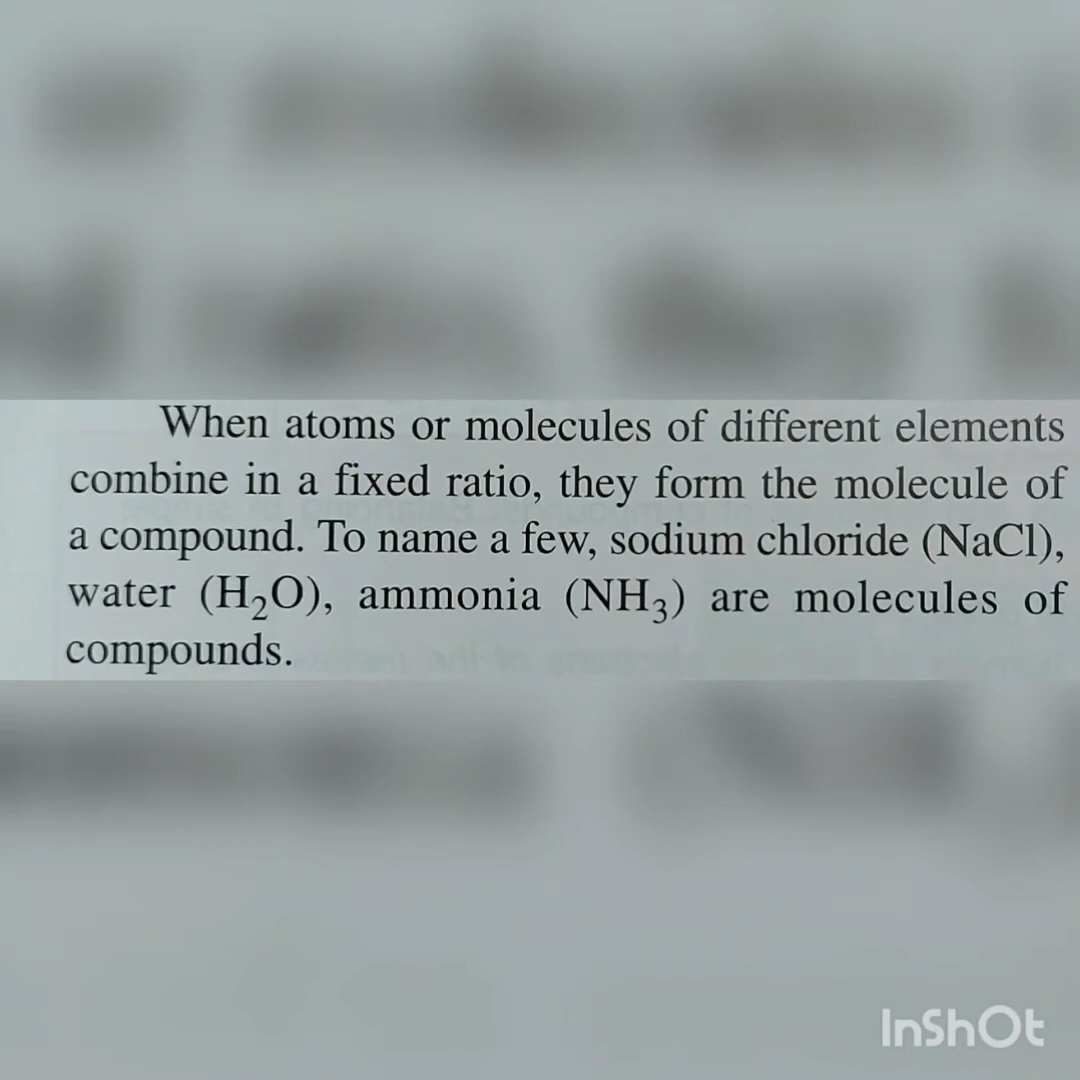 When atoms or molecules of different elements
combine in a fixed ratio, they form the molecule of
a compound. To name a few, sodium chloride (NaCl),
water (H₂O), ammonia (NH₃) are molecules of
compounds.
InShOt